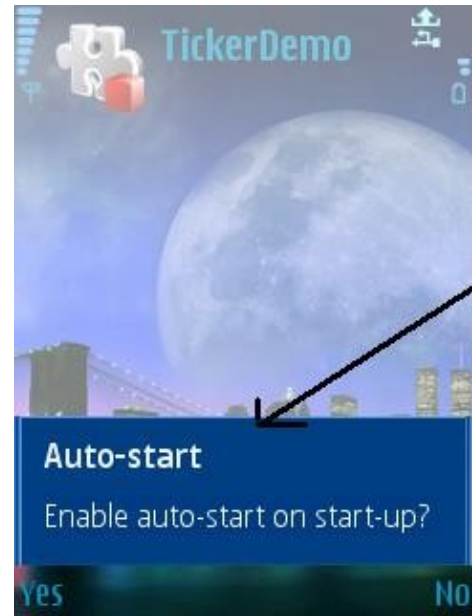 TickerDemo
Auto-start
Enable auto-start on start-up?
Yes
No